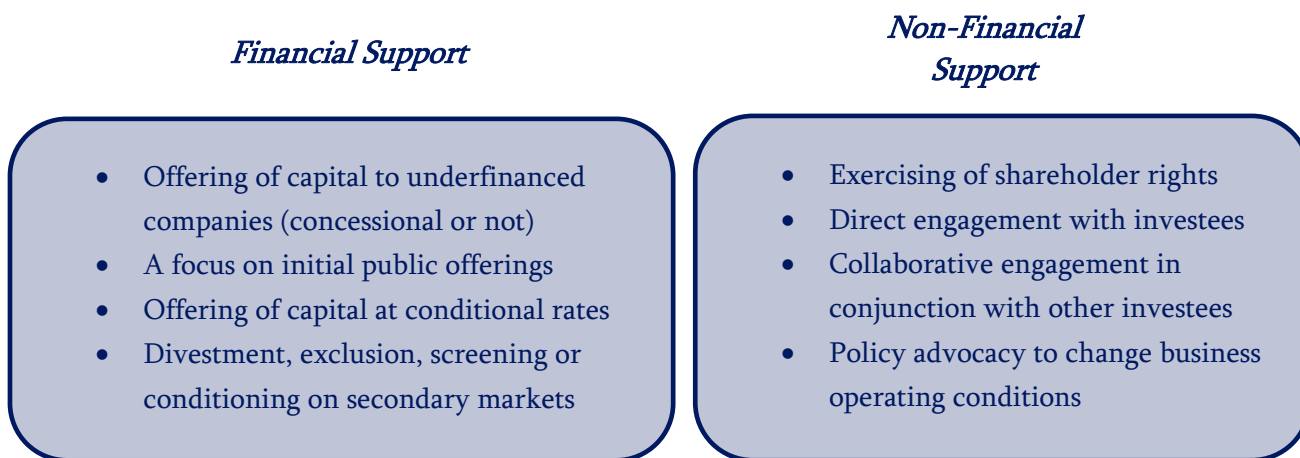 Financial Support
• Offering of capital to underfinanced
companies (concessional or not)
• A focus on initial public offerings
• Offering of capital at conditional rates
• Divestment, exclusion, screening or
conditioning on secondary markets
Non-Financial
Support
• Exercising of shareholder rights
• Direct engagement with investees
• Collaborative engagement in
conjunction with other investees
• Policy advocacy to change business
operating conditions